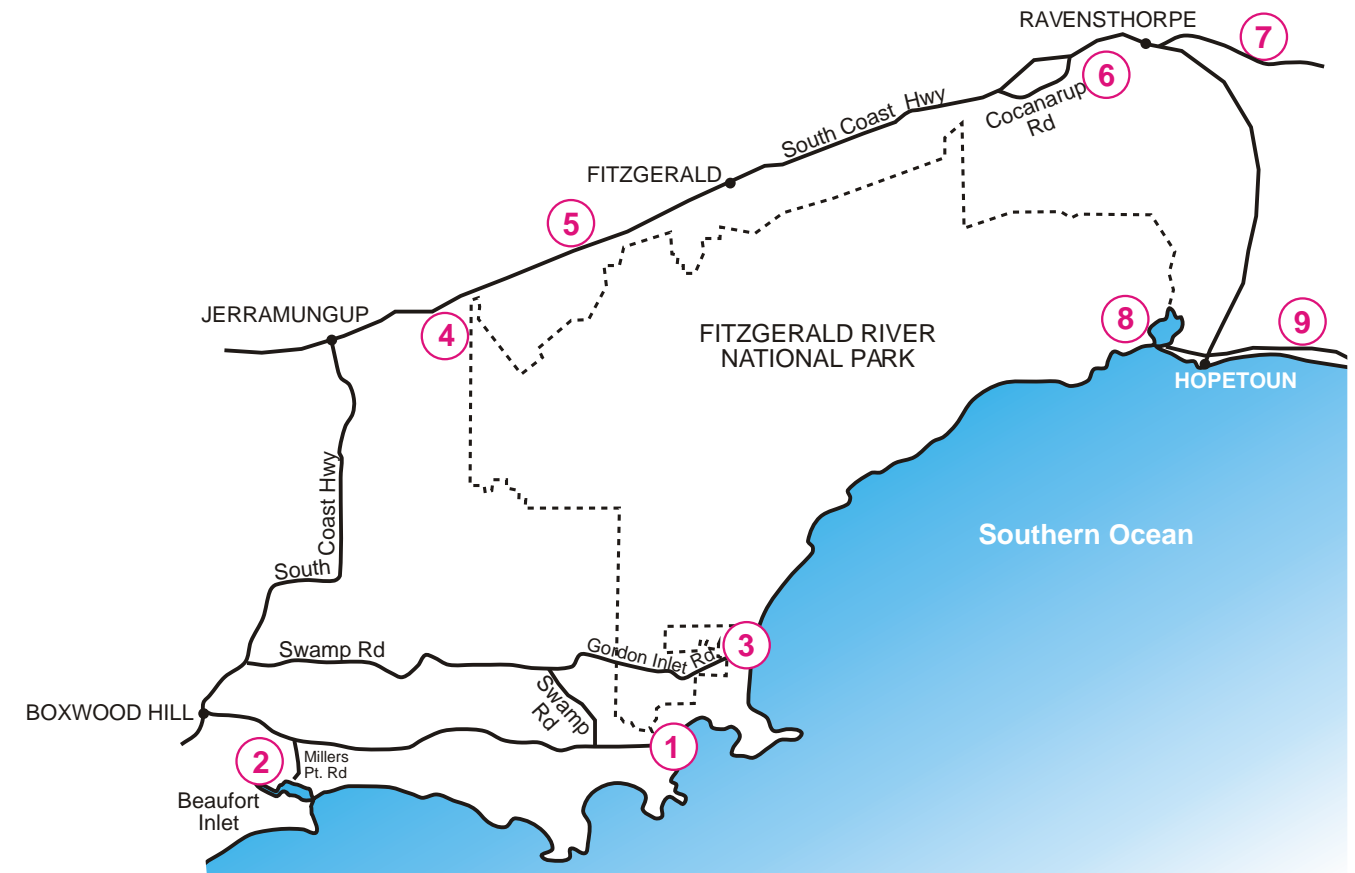 RAVENSTHORPE
7
6
Cocanarup
Rd
South Coast Hwy
FITZGERALD
5
JERRAMUNGUP
4
FITZGERALD RIVER
NATIONAL PARK
8
9
HOPETOUN
South
Coast Hwy
Southern Ocean
Swamp Rd
Gordon Inlet Rd
3
Swamp
Rd
BOXWOOD HILL
1
2
Millers
Pt. Rd
Beaufort
Inlet